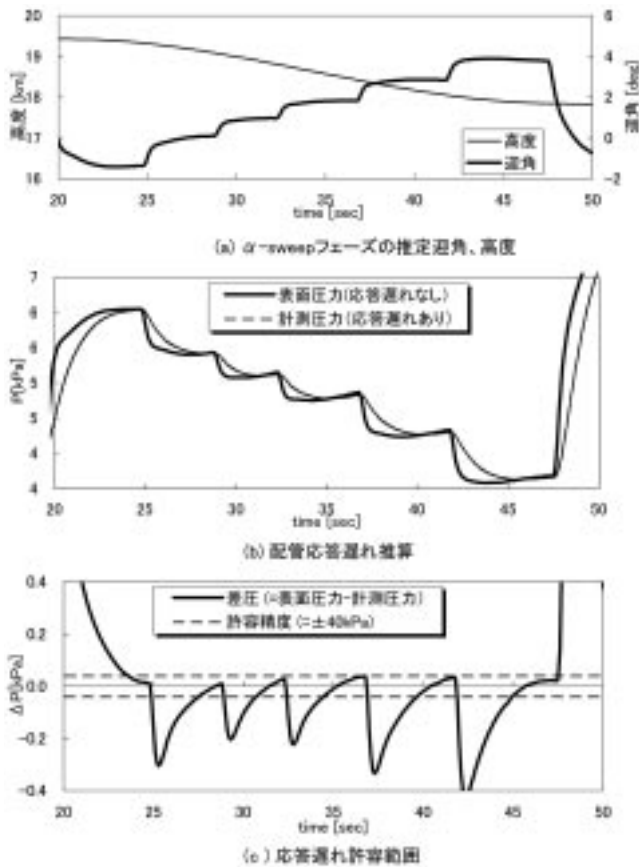 20
6
19
4
18
2
17
0
16
-2
高度 [km]
迎角 [deg]
高度
迎角
20
25
30
35
40
45
50
time [sec]
(a) α-sweepフェーズの推定迎角、高度
7
6
6
5
5
4
4
P[kPa]
表面圧力(応答遅れなし)
計測圧力(応答遅れあり)
20
25
30
35
40
45
50
time [sec]
(b) 配管応答遅れ推算
0.4
0.2
0.0
-0.2
-0.4
ΔP[kPa]
差圧 (=表面圧力-計測圧力)
許容精度 (=±40kPa)
20
25
30
35
40
45
50
time [sec]
(c) 応答遅れ許容範囲